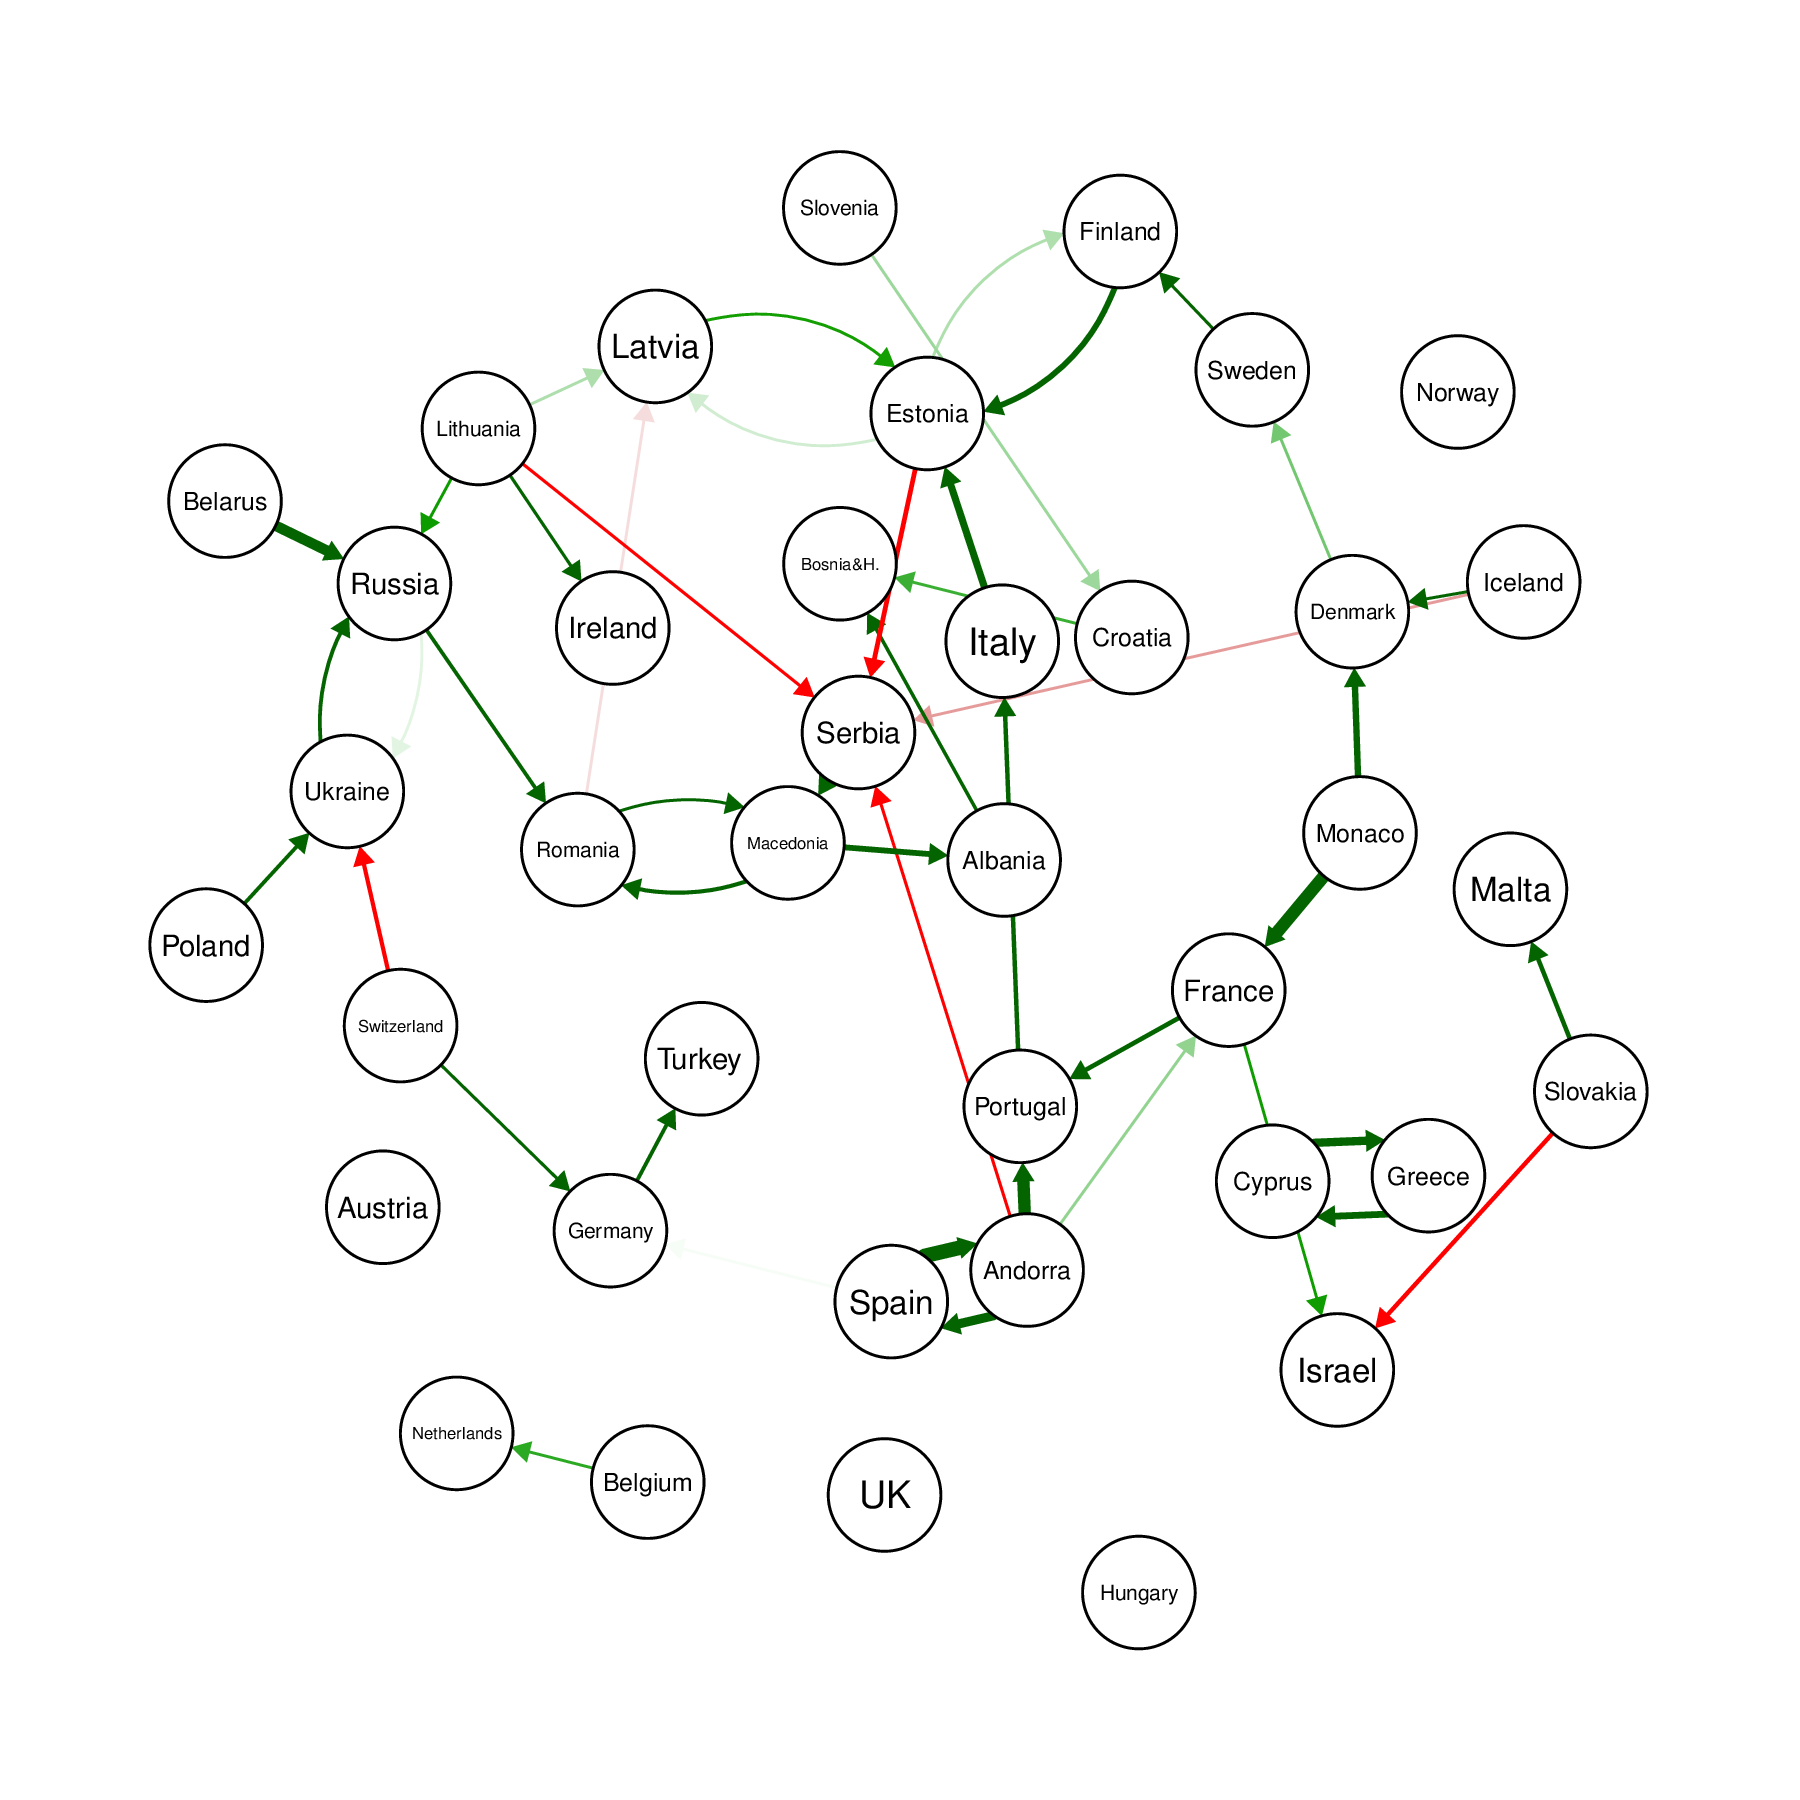 Slovenia
Finland
Latvia
Sweden
Norway
Estonia
Lithuania
Belarus
Bosnia&H.
Russia
Iceland
Denmark
Ireland
Italy
Croatia
Serbia
Ukraine
Monaco
Romania
Macedonia
Albania
Malta
Poland
France
Switzerland
Turkey
Slovakia
Portugal
Greece
Cyprus
Austria
Germany
Andorra
Spain
Israel
Netherlands
Belgium
UK
Hungary